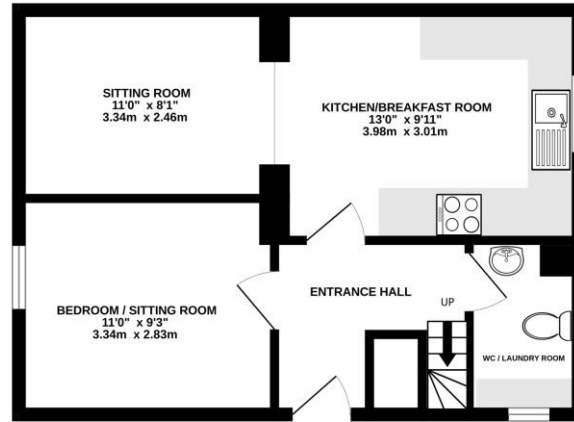 SITTING ROOM
11'0" x 8'1"
3.34m x 2.46m
KITCHEN/BREAKFAST ROOM
13'0" x 9'11"
3.98m x 3.01m
BEDROOM / SITTING ROOM
11'0" x 9'3"
3.34m x 2.83m
ENTRANCE HALL
UP
WC / LAUNDRY ROOM